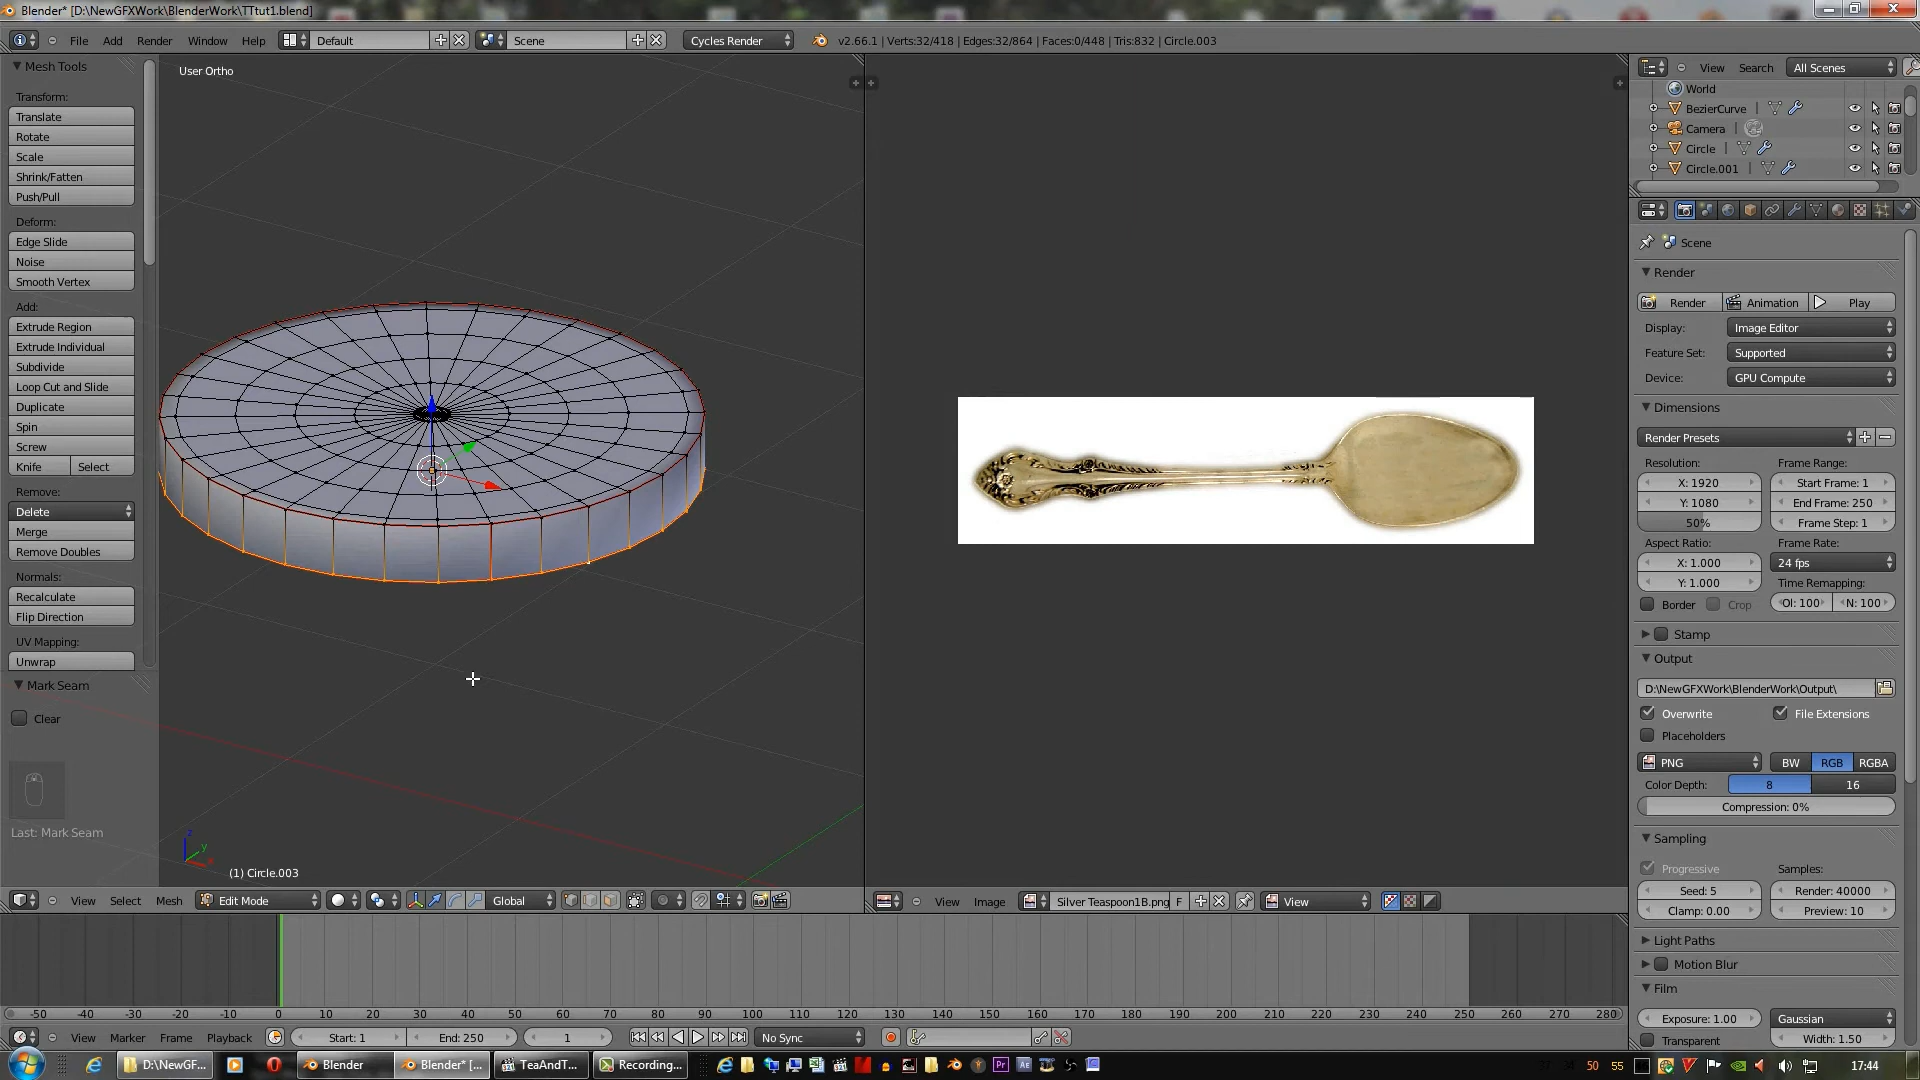 Blender* [D:\NewGFXWork\BlenderWork\TTtut1.blend]
File Add Render Window Help Default Scene Cycles Render v2.66.1 | Verts:32/418 | Edges:32/864 | Faces:0/448 | Tris:832 | Circle.003
Mesh Tools
Transform:
Translate
Rotate
Scale
Shrink/Fatten
Push/Pull
Deform:
Edge Slide
Noise
Smooth Vertex
Add:
Extrude Region
Extrude Individual
Subdivide
Loop Cut and Slide
Duplicate
Spin
Screw
Knife Select
Remove:
Delete
Merge
Remove Doubles
Normals:
Recalculate
Flip Direction
UV Mapping:
Unwrap
Mark Seam
Clear
Last: Mark Seam
User Ortho
z
y
x
(1) Circle.003
View Select Mesh Edit Mode Global
View Image Silver Teaspoon1B.png F View
View Search All Scenes
World
BezierCurve
Camera
Circle
Circle.001
Scene
Render
Render Animation Play
Display: Image Editor
Feature Set: Supported
Device: GPU Compute
Dimensions
Render Presets
Resolution: Frame Range:
X: 1920 Start Frame: 1
Y: 1080 End Frame: 250
50% Frame Step: 1
Aspect Ratio: Frame Rate:
X: 1.000 24 fps
Y: 1.000 Time Remapping:
Border Crop Ol: 100 N: 100
Stamp
Output
D:\NewGFXWork\BlenderWork\Output\
Overwrite File Extensions
Placeholders
PNG BW RGB RGBA
Color Depth: 8 16
Compression: 0%
Sampling
Progressive Samples:
Seed: 5 Render: 40000
Clamp: 0.00 Preview: 10
Light Paths
Motion Blur
Film
Exposure: 1.00 Gaussian
Transparent Width: 1.50
-50 -40 -30 -20 -10 0 10 20 30 40 50 60 70 80 90 100 110 120 130 140 150 160 170 180 190 200 210 220 230 240 250 260 270 280
View Marker Frame Playback Start: 1 End: 250 1 No Sync
D:\NewGF... Blender Blender* [... TeaAndT... Recording... Pr Ae 50 55 17:44